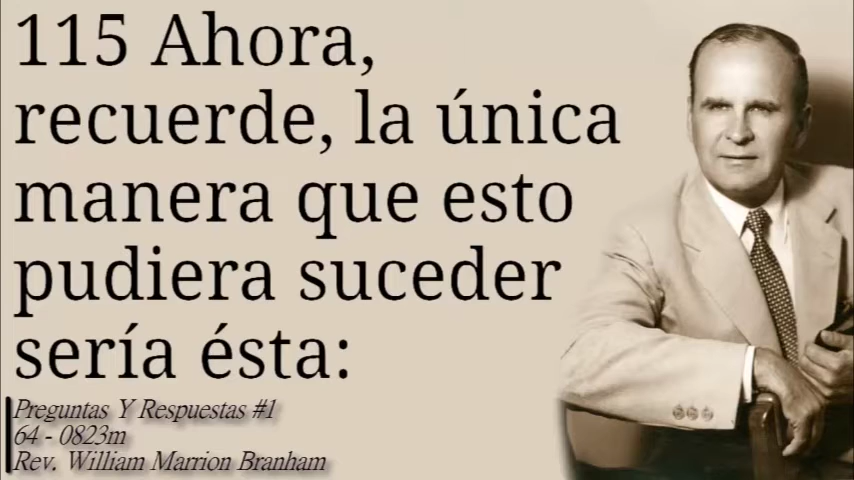 115 Ahora,
recuerde, la única
manera que esto
pudiera suceder
sería ésta:
Preguntas Y Respuestas #1
64 - 0823m
Rev. William Marrion Branham